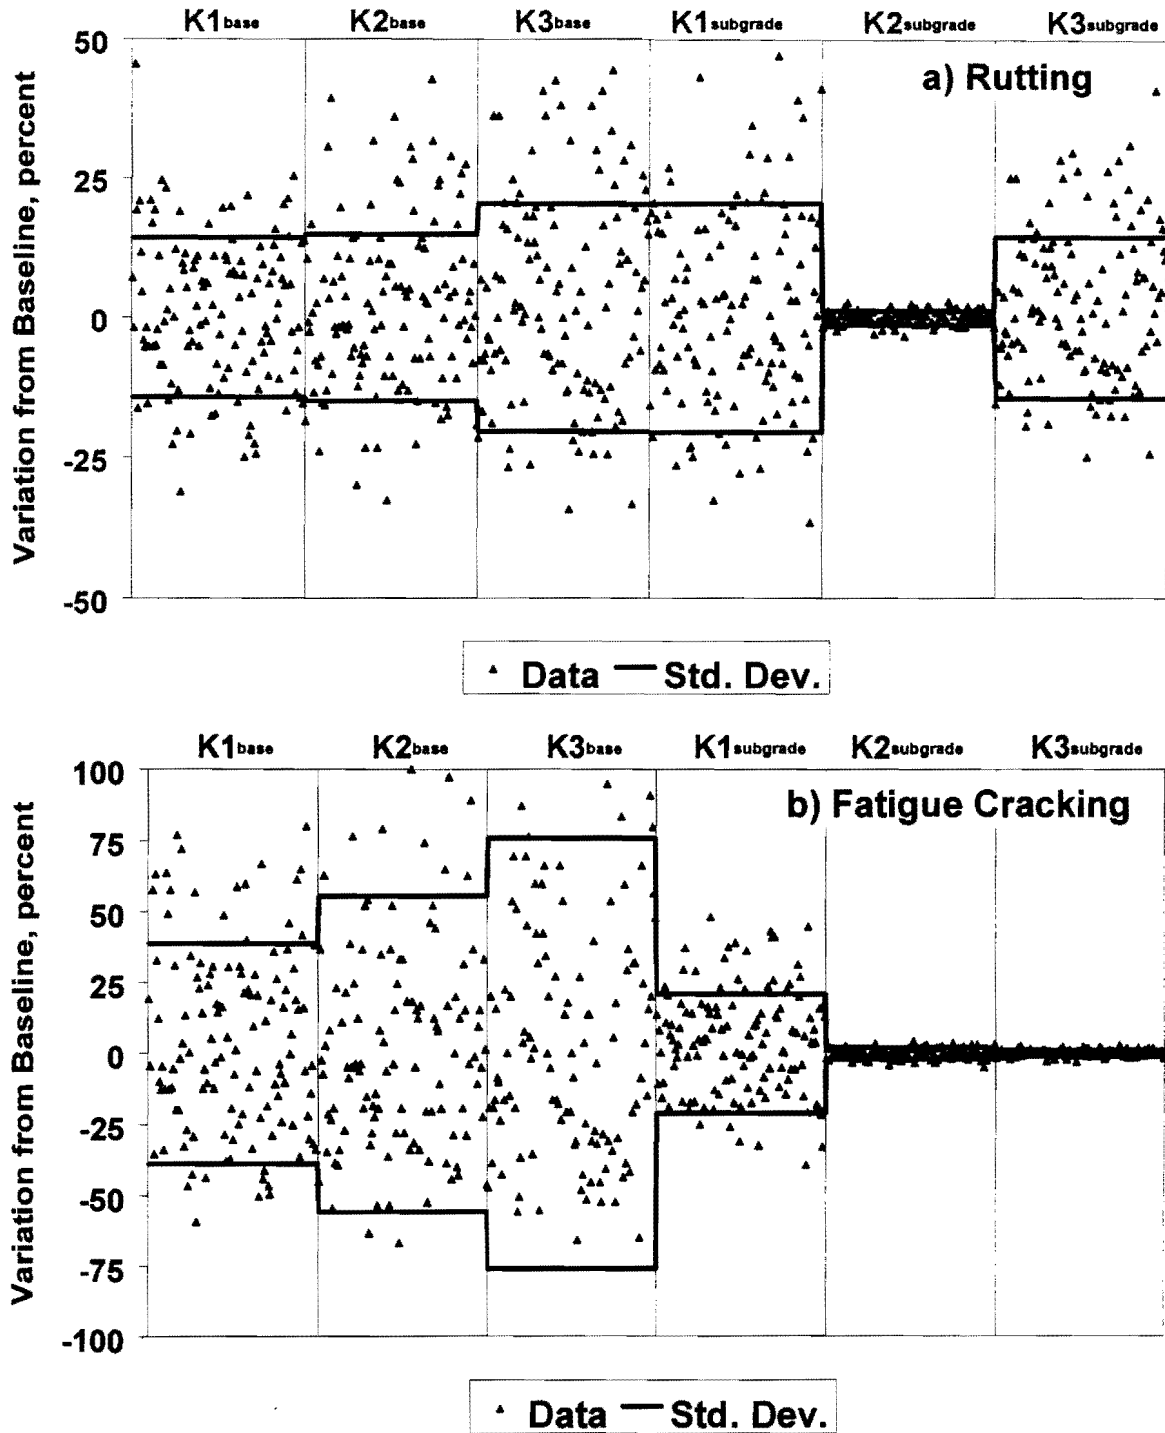 K1base K2base K3base K1subgrade K2subgrade K3subgrade
50
a) Rutting
25
0
-25
-50
Variation from Baseline, percent
Data Std. Dev.
K1base K2base K3base K1subgrade K2subgrade K3subgrade
100
b) Fatigue Cracking
75
50
25
0
-25
-50
-75
-100
Variation from Baseline, percent
Data Std. Dev.